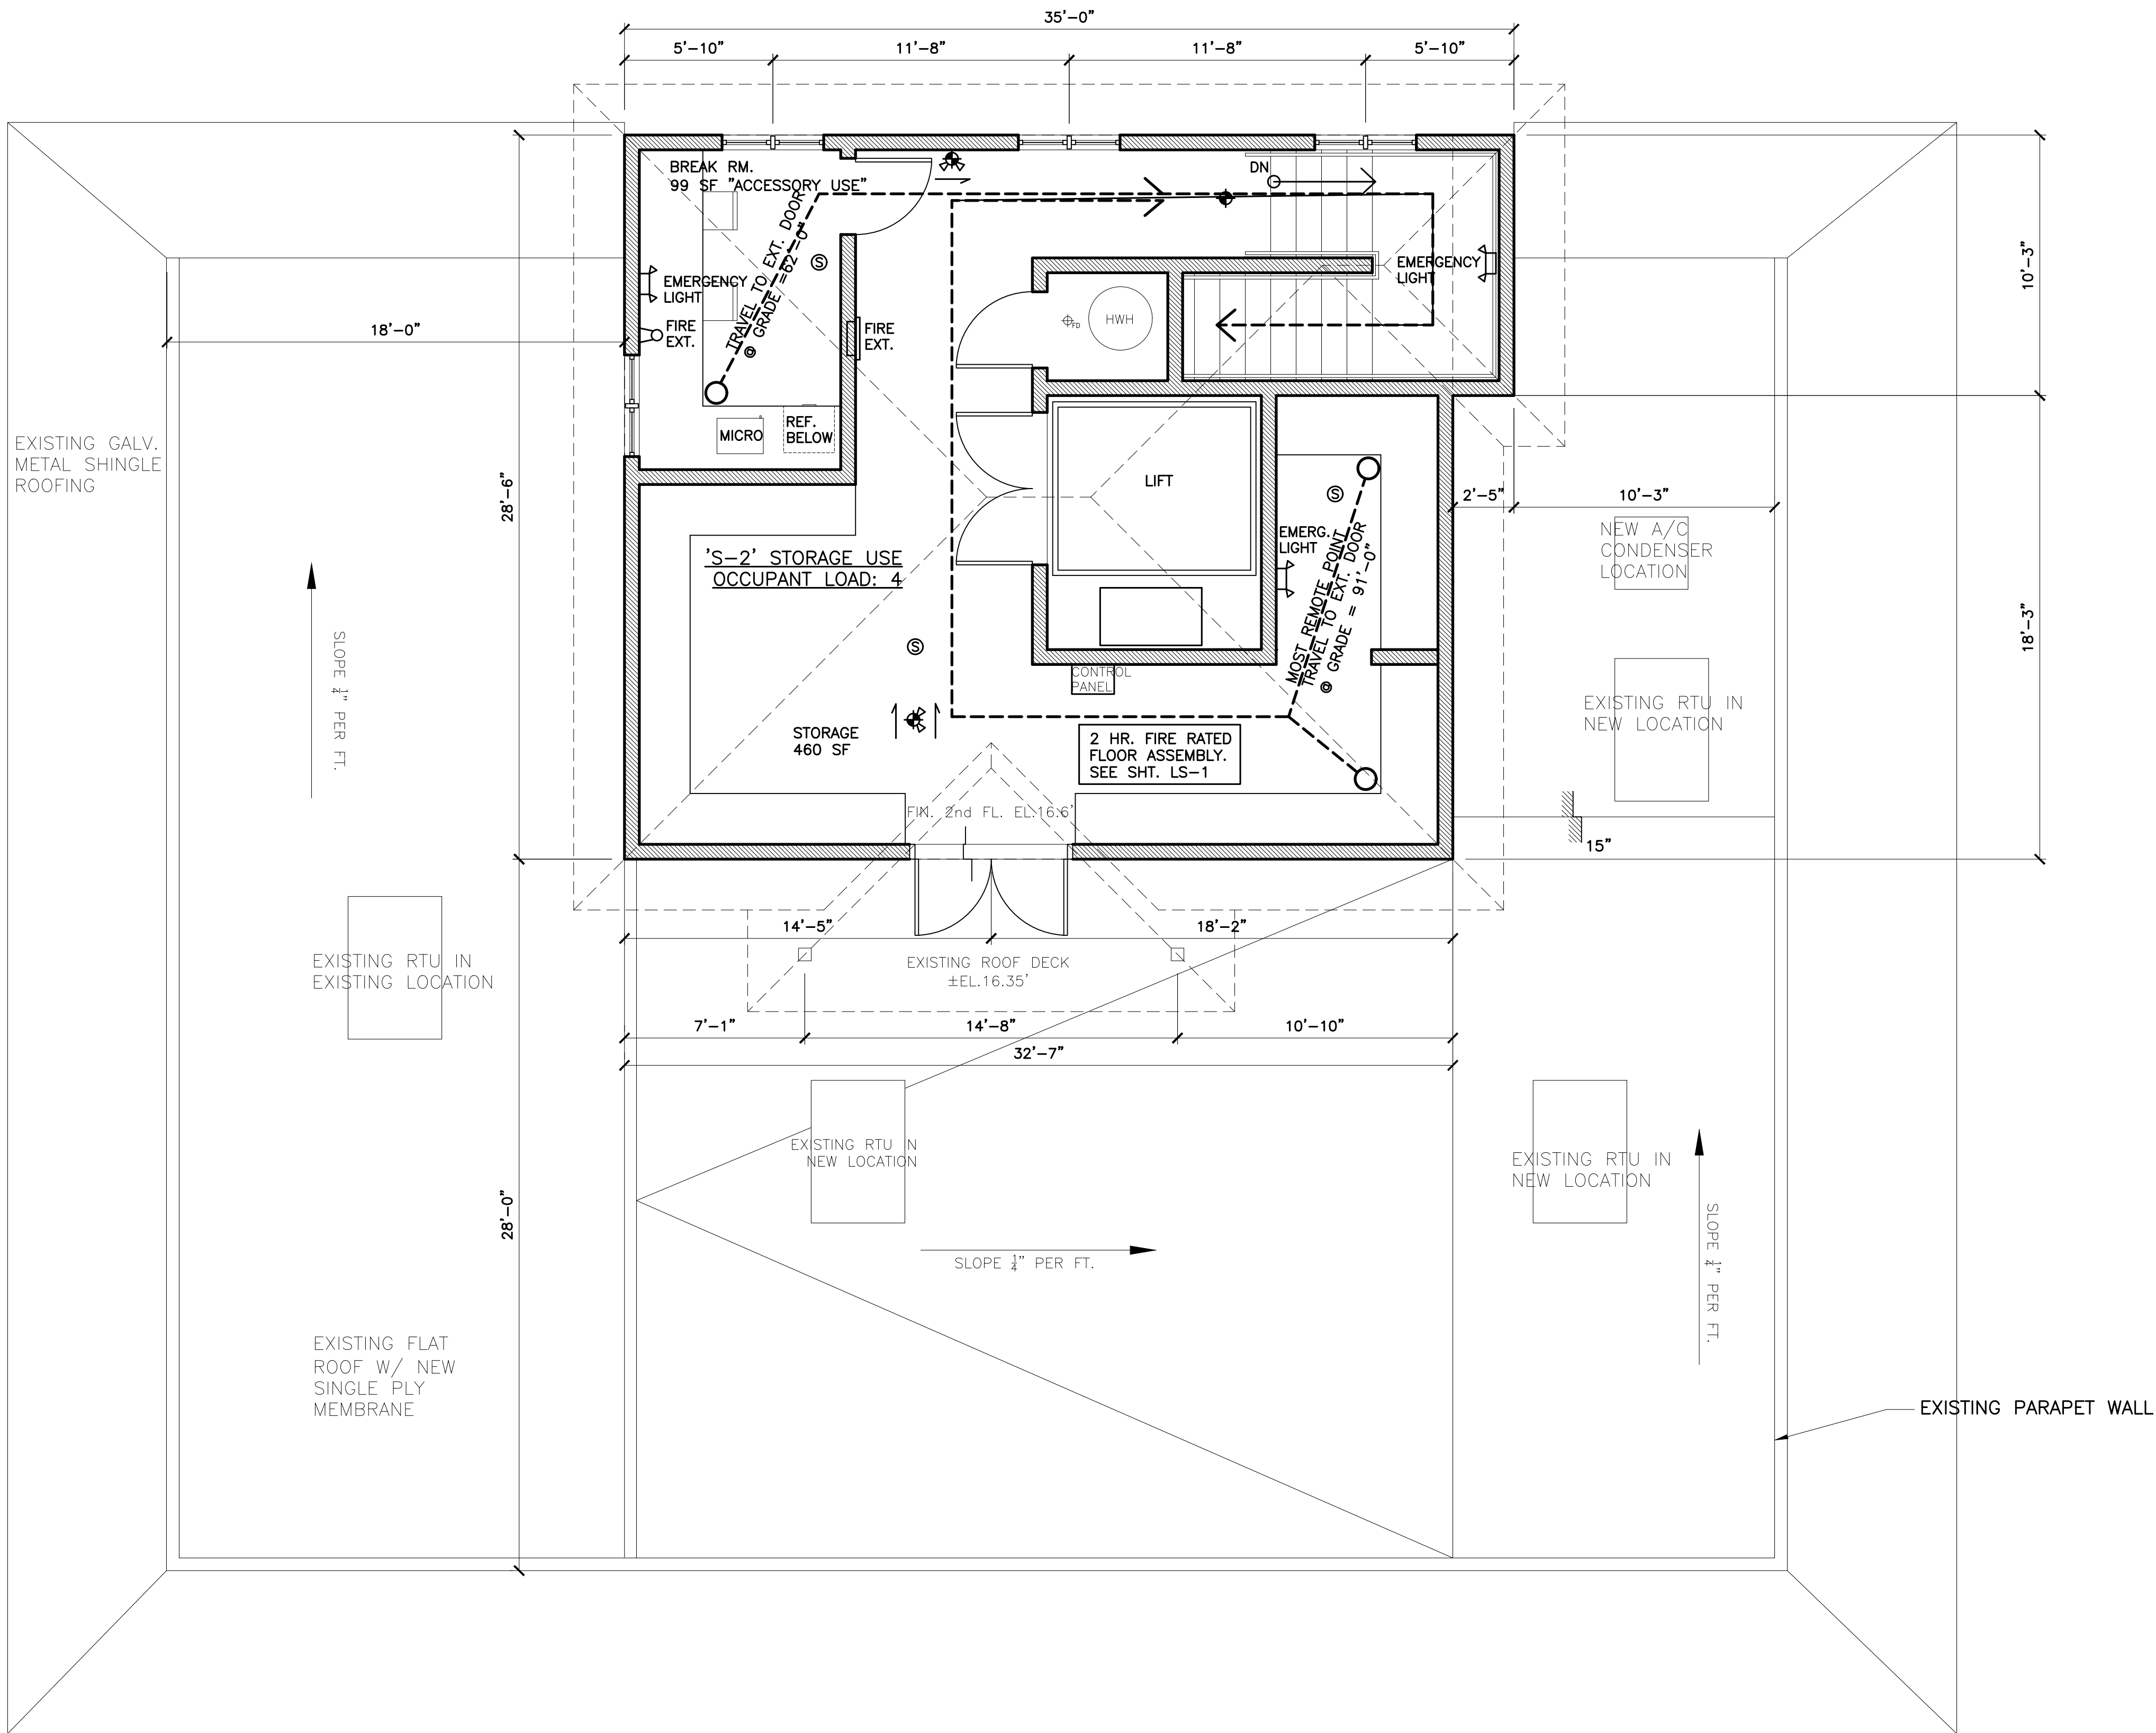 35'-0"
5'-10"
11'-8"
11'-8"
5'-10"
BREAK RM.
99 SF "ACCESSORY USE"
DN
TRAVEL TO EXT. DOOR
@ GRADE =62'-0"
S
EMERGENCY
LIGHT
FIRE
EXT.
FIRE
EXT.
FD
HWH
EMERGENCY
LIGHT
10'-3"
18'-0"
MICRO
REF.
BELOW
EXISTING GALV.
METAL SHINGLE
ROOFING
28'-6"
LIFT
S
2'-5"
10'-3"
EMERG.
LIGHT
MOST REMOTE POINT
TRAVEL TO EXT. DOOR
@ GRADE = 91'-0"
NEW A/C
CONDENSER
LOCATION
'S-2' STORAGE USE
OCCUPANT LOAD: 4
18'-3"
SLOPE ¼" PER FT.
S
CONTROL
PANEL
EXISTING RTU IN
NEW LOCATION
STORAGE
460 SF
2 HR. FIRE RATED
FLOOR ASSEMBLY.
SEE SHT. LS-1
FIN. 2nd FL. EL.16.6'
15"
14'-5"
18'-2"
EXISTING RTU IN
EXISTING LOCATION
EXISTING ROOF DECK
±EL.16.35'
7'-1"
14'-8"
10'-10"
32'-7"
EXISTING RTU IN
NEW LOCATION
EXISTING RTU IN
NEW LOCATION
28'-0"
SLOPE ¼" PER FT.
SLOPE ¼" PER FT.
EXISTING FLAT
ROOF W/ NEW
SINGLE PLY
MEMBRANE
EXISTING PARAPET WALL